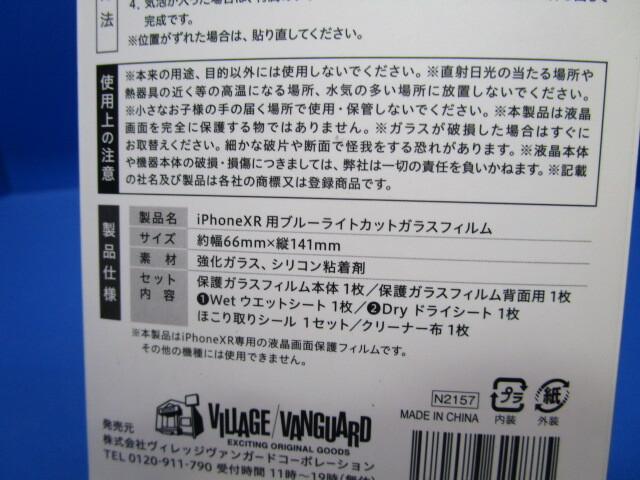 法
完成です。
※位置がずれた場合は、貼り直してください。
使用上の注意
※本来の用途、目的以外には使用しないでください。※直射日光の当たる場所や
熱器具の近く等の高温になる場所、水気の多い場所に放置しないでください。
※小さなお子様の手の届く場所で使用・保管しないでください。※本製品は液晶
画面を完全に保護する物ではありません。※ガラスが破損した場合はすぐに
お取替えください。細かな破片や断面で怪我をする恐れがあります。※液晶本体
や機器本体の破損・損傷につきましては、弊社は一切の責任を負いかねます。※記載
の社名及び製品は各社の商標又は登録商品です。
製品仕様
製品名 iPhoneXR 用ブルーライトカットガラスフィルム
サイズ 約幅66mm×縦141mm
素 材 強化ガラス、シリコン粘着剤
セット内容 保護ガラスフィルム本体 1枚／保護ガラスフィルム背面用 1枚
❶Wet ウエットシート 1枚／❷Dry ドライシート 1枚
ほこり取りシール 1セット／クリーナー布 1枚
※本製品はiPhoneXR専用の液晶画面保護フィルムです。
その他の機種には使用できません。
N2157
MADE IN CHINA
プラ
内装
紙
外装
発売元
VILLAGE/VANGUARD
EXCITING ORIGINAL GOODS
株式会社ヴィレッジヴァンガードコーポレーション
TEL 0120-911-790 受付時間 11時～19時